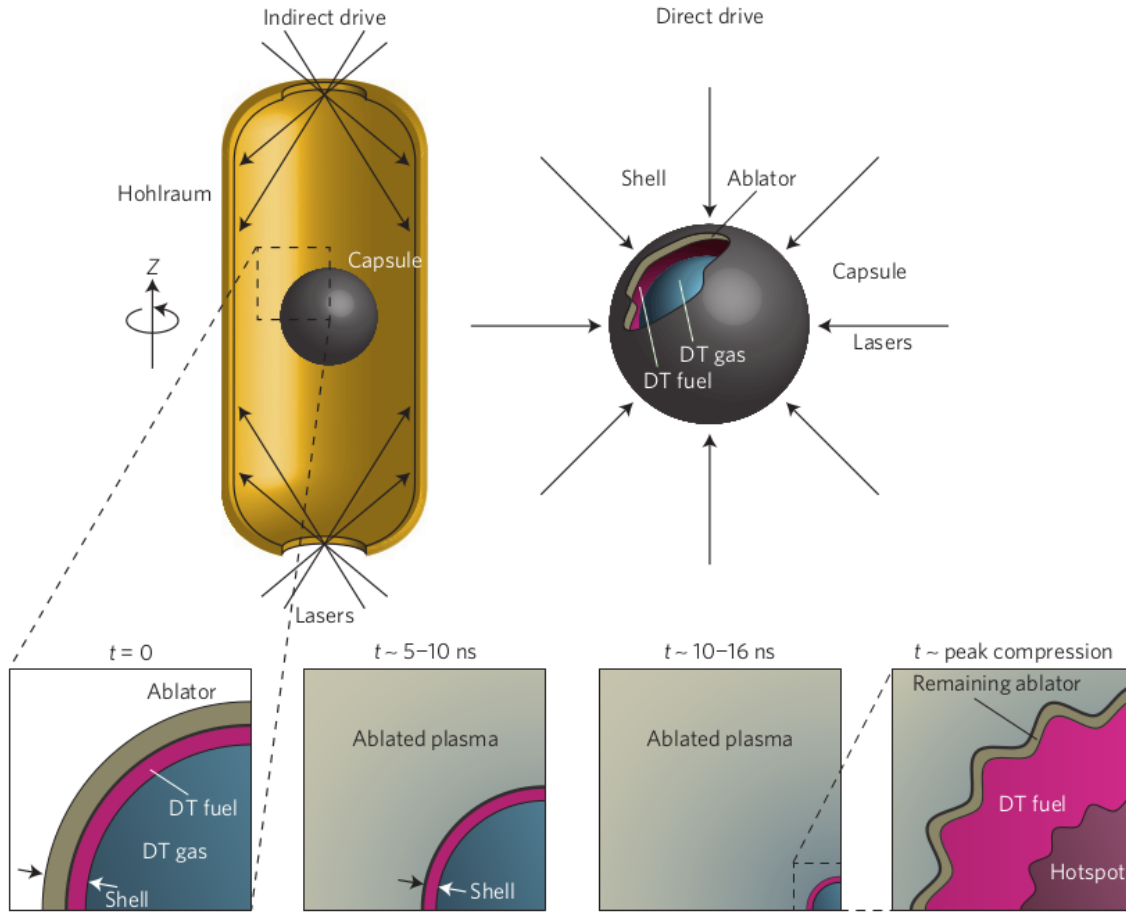 Indirect drive
Direct drive
Hohlraum
Shell
Ablator
Capsule
Z
Capsule
Lasers
DT gas
DT fuel
Lasers
t = 0
t ~ 5–10 ns
t ~ 10–16 ns
t ~ peak compression
Ablator
DT fuel
DT gas
Shell
Ablated plasma
Shell
Ablated plasma
Remaining ablator
DT fuel
Hotspot